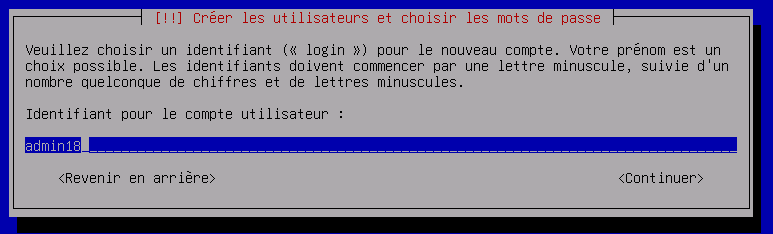 [!!] Créer les utilisateurs et choisir les mots de passe
Veuillez choisir un identifiant (« login ») pour le nouveau compte. Votre prénom est un
choix possible. Les identifiants doivent commencer par une lettre minuscule, suivie d'un
nombre quelconque de chiffres et de lettres minuscules.
Identifiant pour le compte utilisateur :
admin18
<Revenir en arrière> <Continuer>